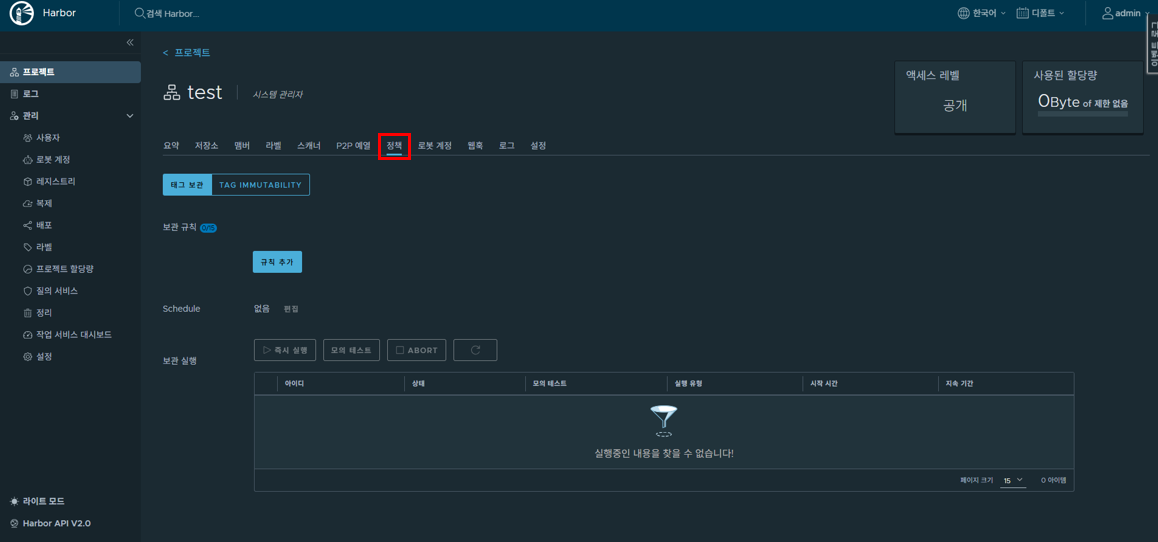 Harbor
검색 Harbor...
한국어
디폴트
admin
프로젝트
로그
관리
사용자
로봇 계정
레지스트리
복제
배포
라벨
프로젝트 할당량
질의 서비스
정리
작업 서비스 대시보드
설정
라이트 모드
Harbor API V2.0
< 프로젝트
test
시스템 관리자
액세스 레벨
공개
사용된 할당량
0Byte of 제한 없음
요약 저장소 맴버 라벨 스캐너 P2P 예열 정책 로봇 계정 웹훅 로그 설정
태그 보관 TAG IMMUTABILITY
보관 규칙 0/15
규칙 추가
Schedule 없음 편집
보관 실행
즉시 실행 모의 테스트 ABORT
아이디 상태 모의 테스트 실행 유형 시작 시간 지속 기간
실행중인 내용을 찾을 수 없습니다!
페이지 크기 15 0 아이템